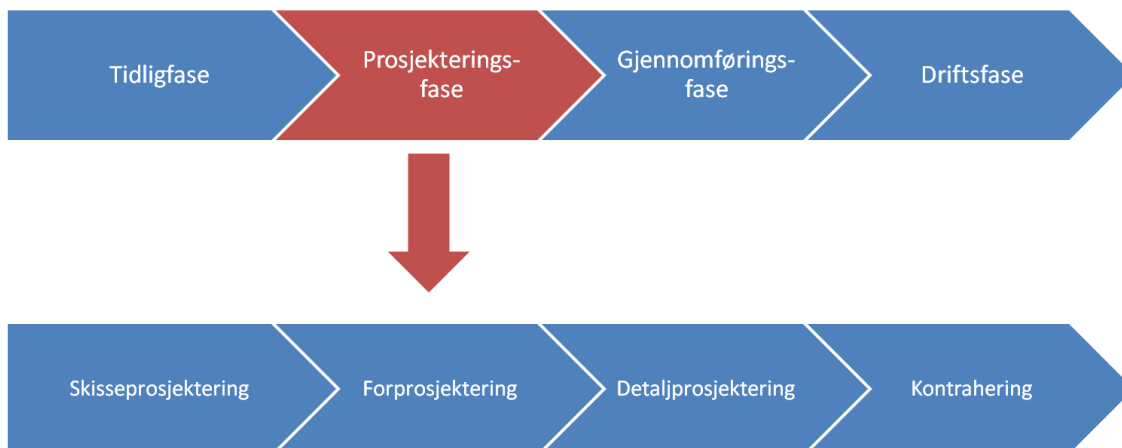 Tidligfase
Prosjekterings-
fase
Gjennomførings-
fase
Driftsfase
Skisseprosjektering
Forprosjektering
Detaljprosjektering
Kontrahering